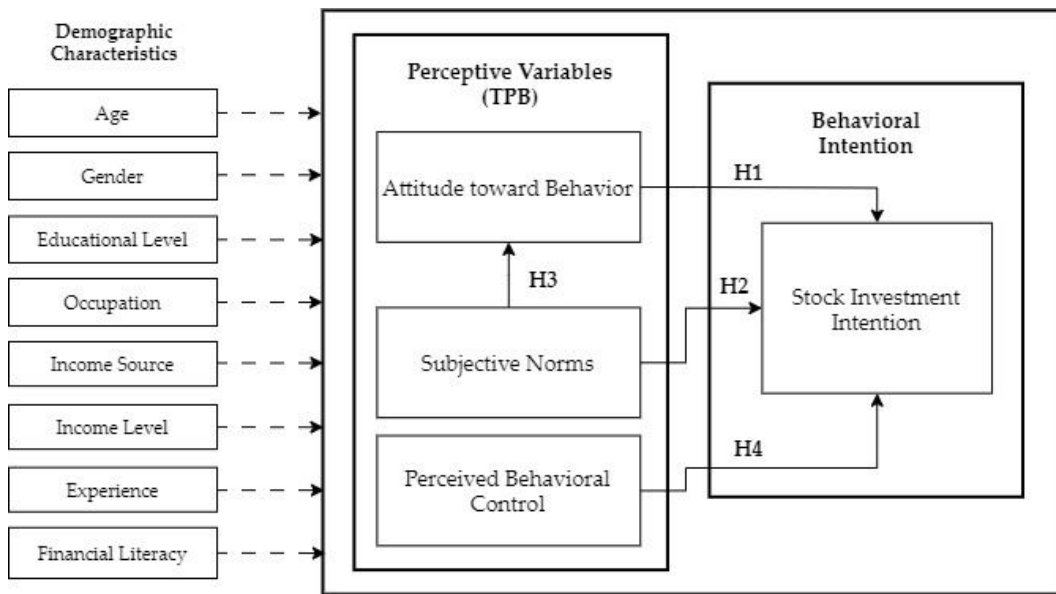 Demographic
Characteristics
Age
Gender
Educational Level
Occupation
Income Source
Income Level
Experience
Financial Literacy
Perceptive Variables
(TPB)
Attitude toward Behavior
H3
Subjective Norms
Perceived Behavioral
Control
H1
H2
H4
Behavioral
Intention
Stock Investment
Intention